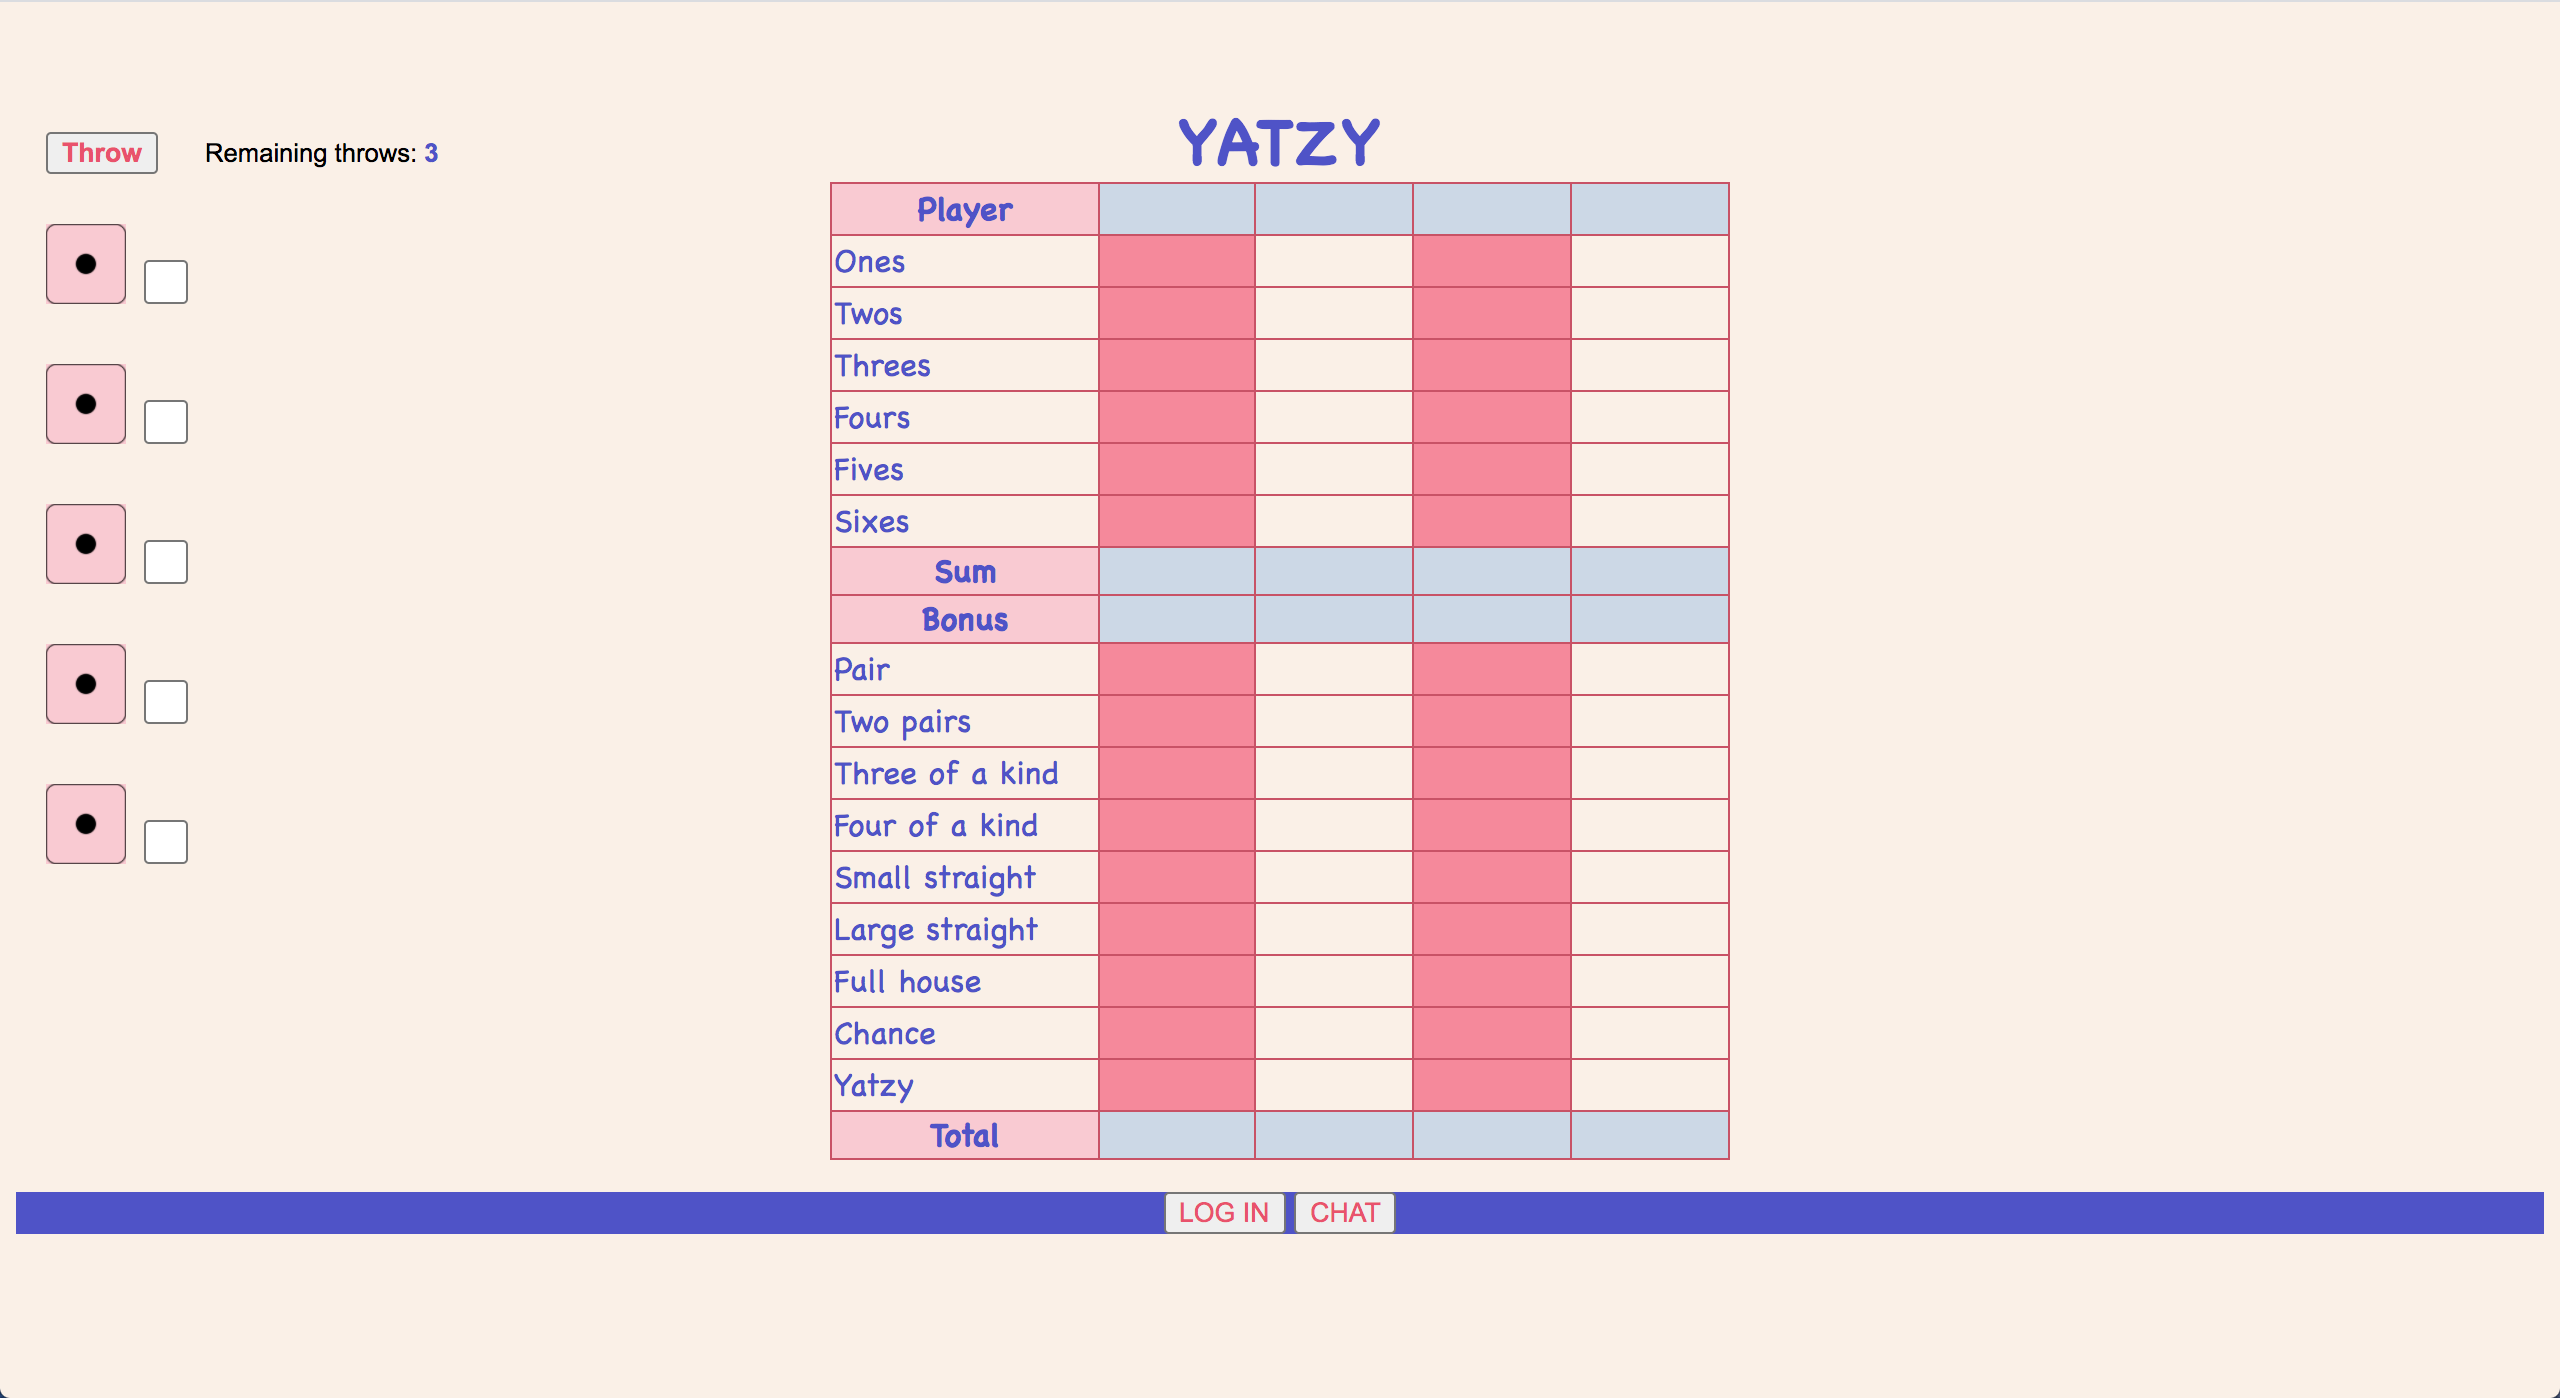 Throw
Remaining throws: 3
YATZY
Player
Ones
Twos
Threes
Fours
Fives
Sixes
Sum
Bonus
Pair
Two pairs
Three of a kind
Four of a kind
Small straight
Large straight
Full house
Chance
Yatzy
Total
LOG IN CHAT